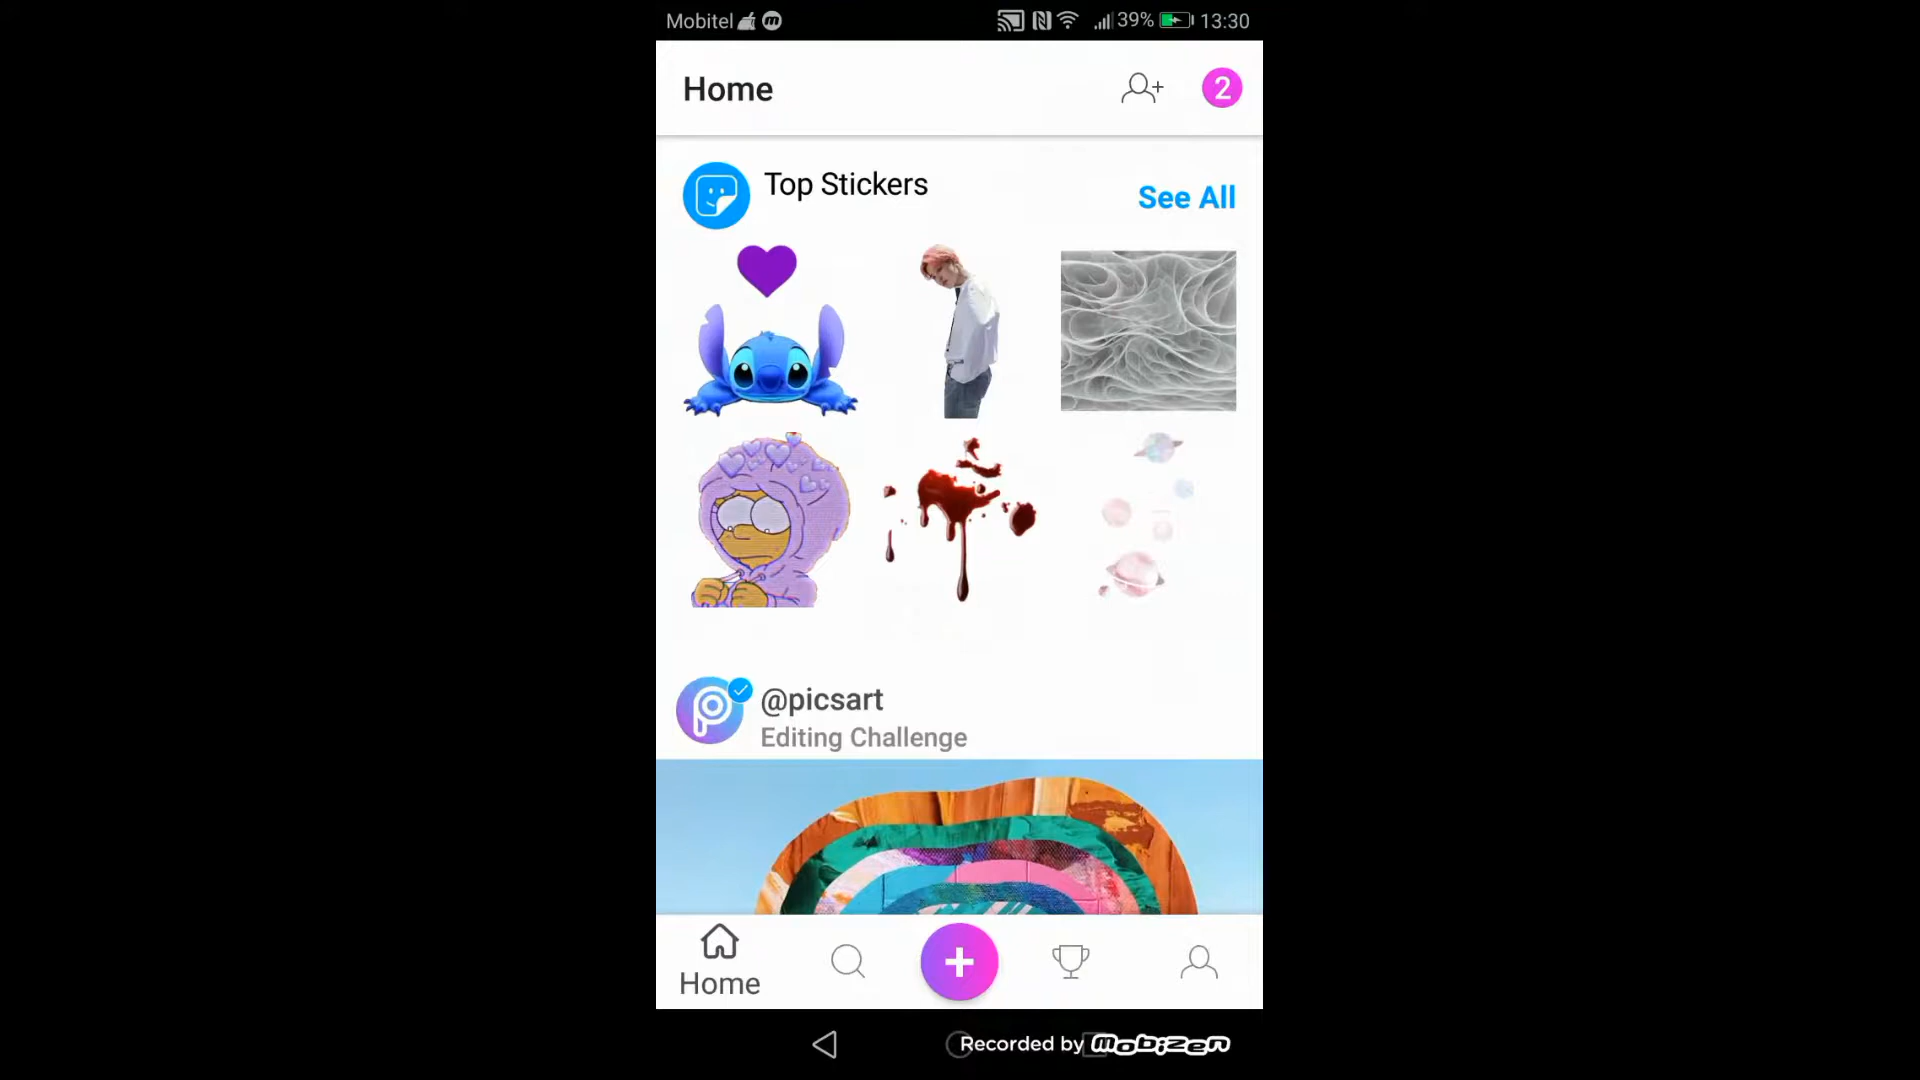 Mobitel
39% 13:30
Home
2
Top Stickers
See All
@picsart
Editing Challenge
Home
Recorded by Mobizen